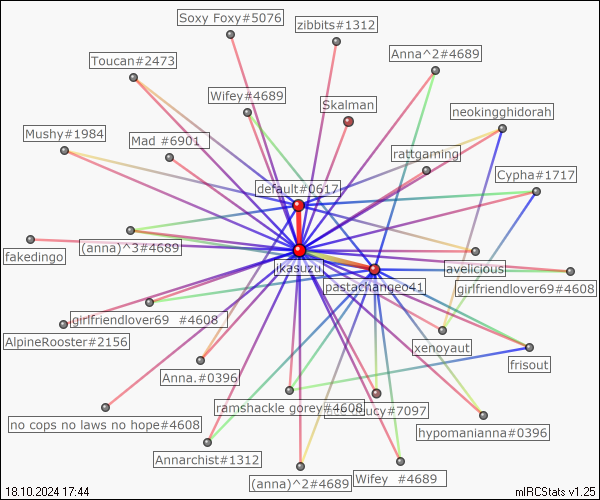 Soxy Foxy#5076
zibbits#1312
Anna^2#4689
Toucan#2473
Wifey#4689
Skalman
neokingghidorah
Mushy#1984
Mad #6901
rattgaming
Cypha#1717
default#0617
(anna)^3#4689
fakedingo
ikasuzu
avelicious
pastachangeo41
girlfriendlover69#4608
girlfriendlover69 #4608
AlpineRooster#2156
xenoyaut
frisout
Anna.#0396
ramshackle gorey#4608
ucy#7097
no cops no laws no hope#4608
hypomanianna#0396
Annarchist#1312
(anna)^2#4689
Wifey #4689
18.10.2024 17:44
mIRCStats v1.25